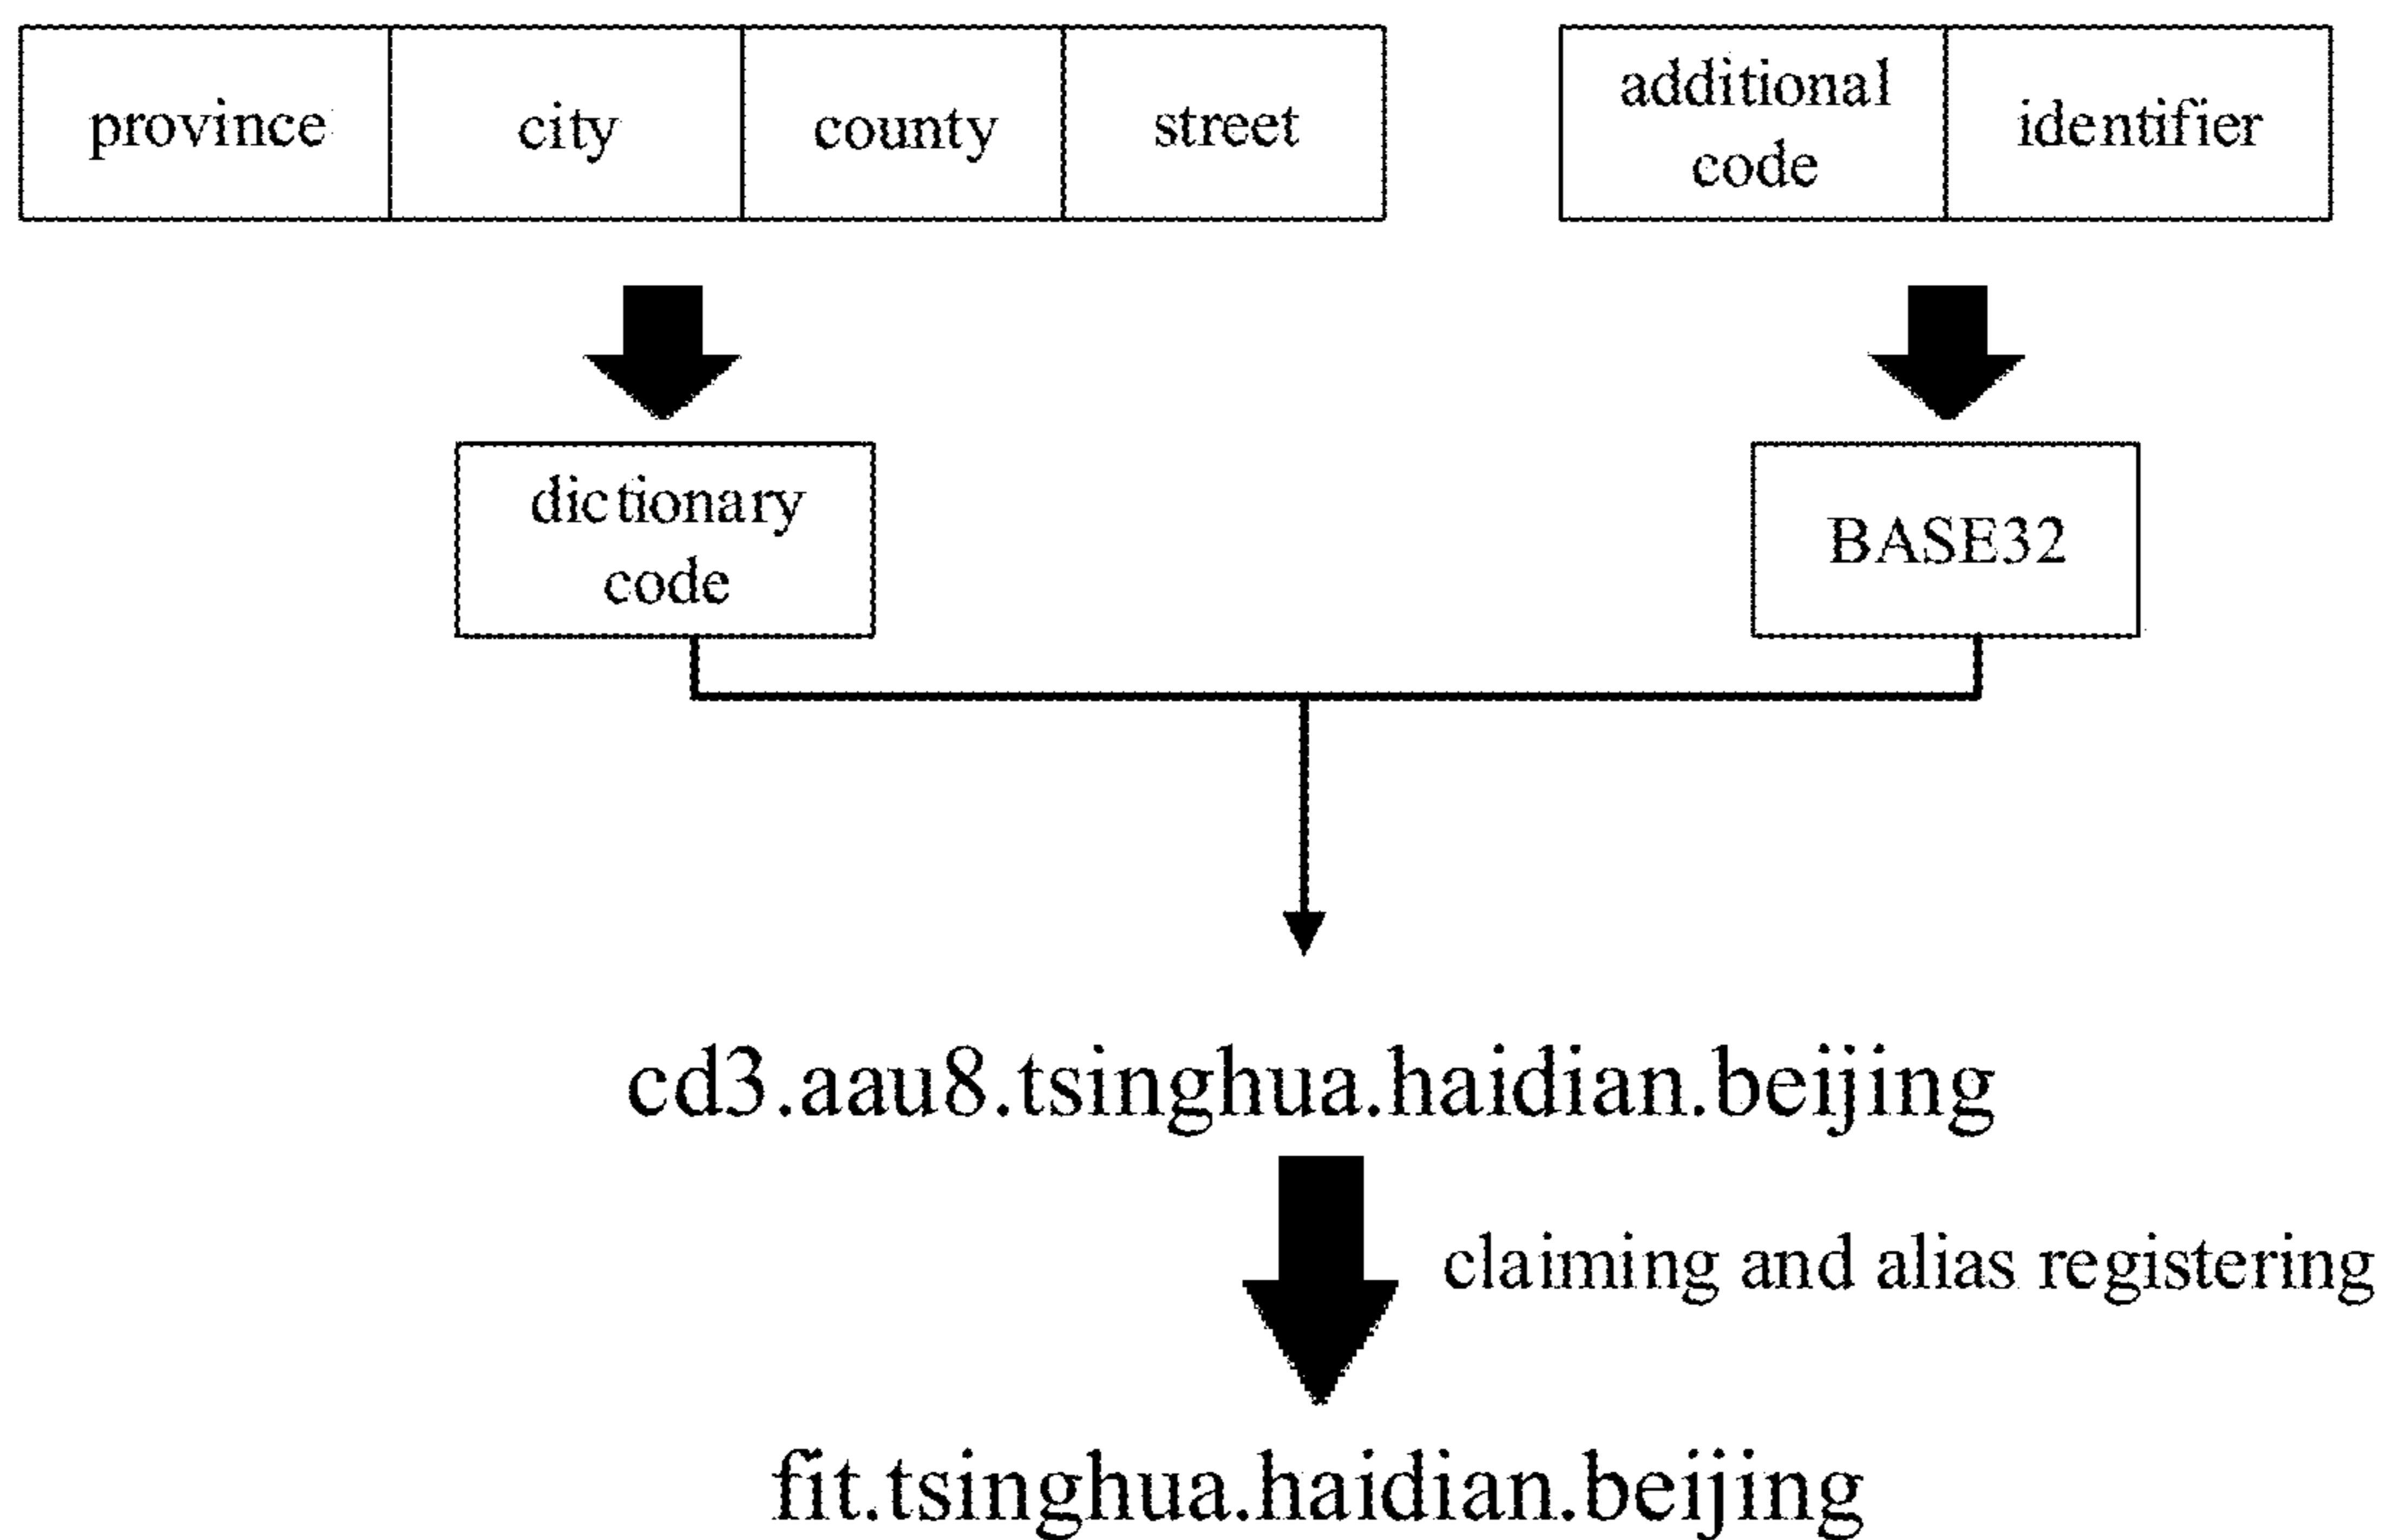 province
city
county
street
additional
code
identifier
dictionary
code
BASE32
cd3.aau8.tsinghua.haidian.beijing
claiming and alias registering
fit.tsinghua.haidian.beijing